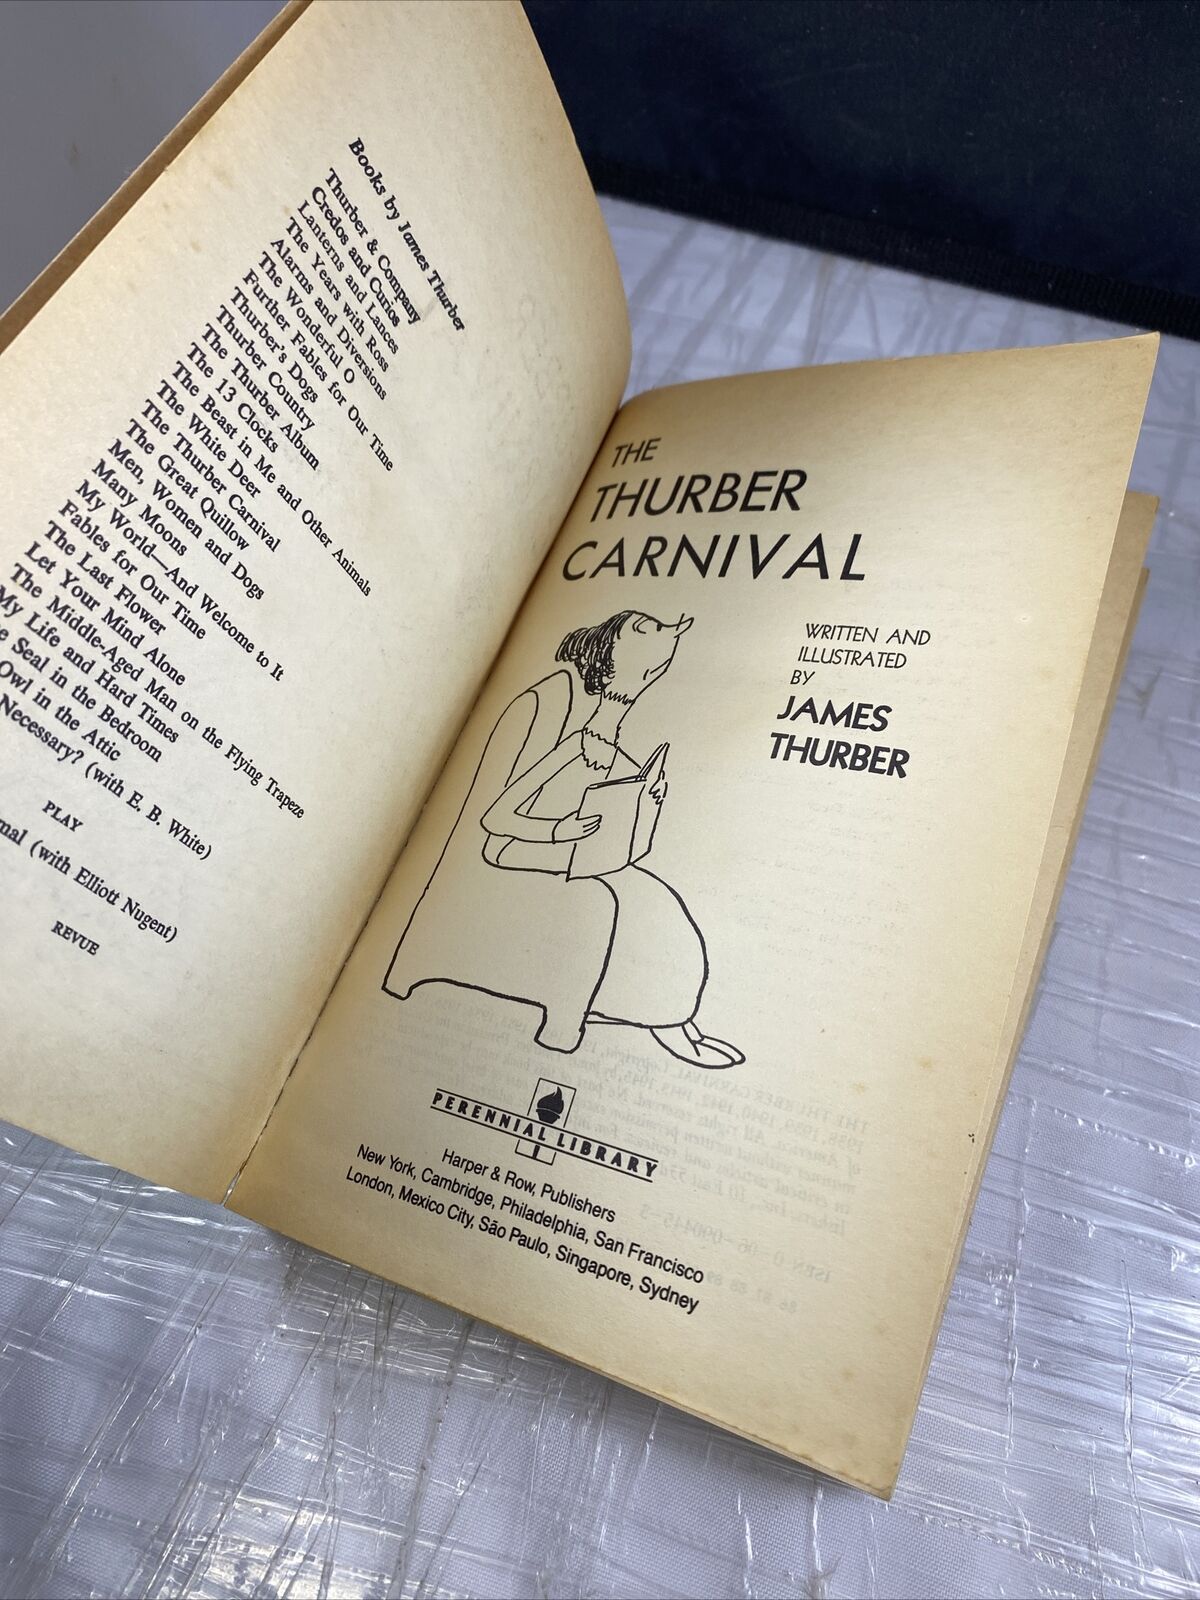 Books by James Thurber
Thurber & Company
Credos and Curios
Lanterns and Lances
The Years with Ross
Alarms and Diversions
The Wonderful O
Further Fables for Our Time
Thurber's Dogs
Thurber Country
The Thurber Album
The 13 Clocks
The Beast in Me and Other Animals
The White Deer
The Thurber Carnival
The Great Quillow
Men, Women and Dogs
Many Moons
My World—And Welcome to It
Fables for Our Time
The Last Flower
Let Your Mind Alone
The Middle-Aged Man on the Flying Trapeze
My Life and Hard Times
Seal in the Bedroom
Owl in the Attic
Necessary? (with E. B. White)
PLAY
(with Elliott Nugent)
REVUE
THE
THURBER
CARNIVAL
WRITTEN AND
ILLUSTRATED
BY
JAMES
THURBER
PERENNIAL LIBRARY
Harper & Row, Publishers
New York, Cambridge, Philadelphia, San Francisco
London, Mexico City, São Paulo, Singapore, Sydney